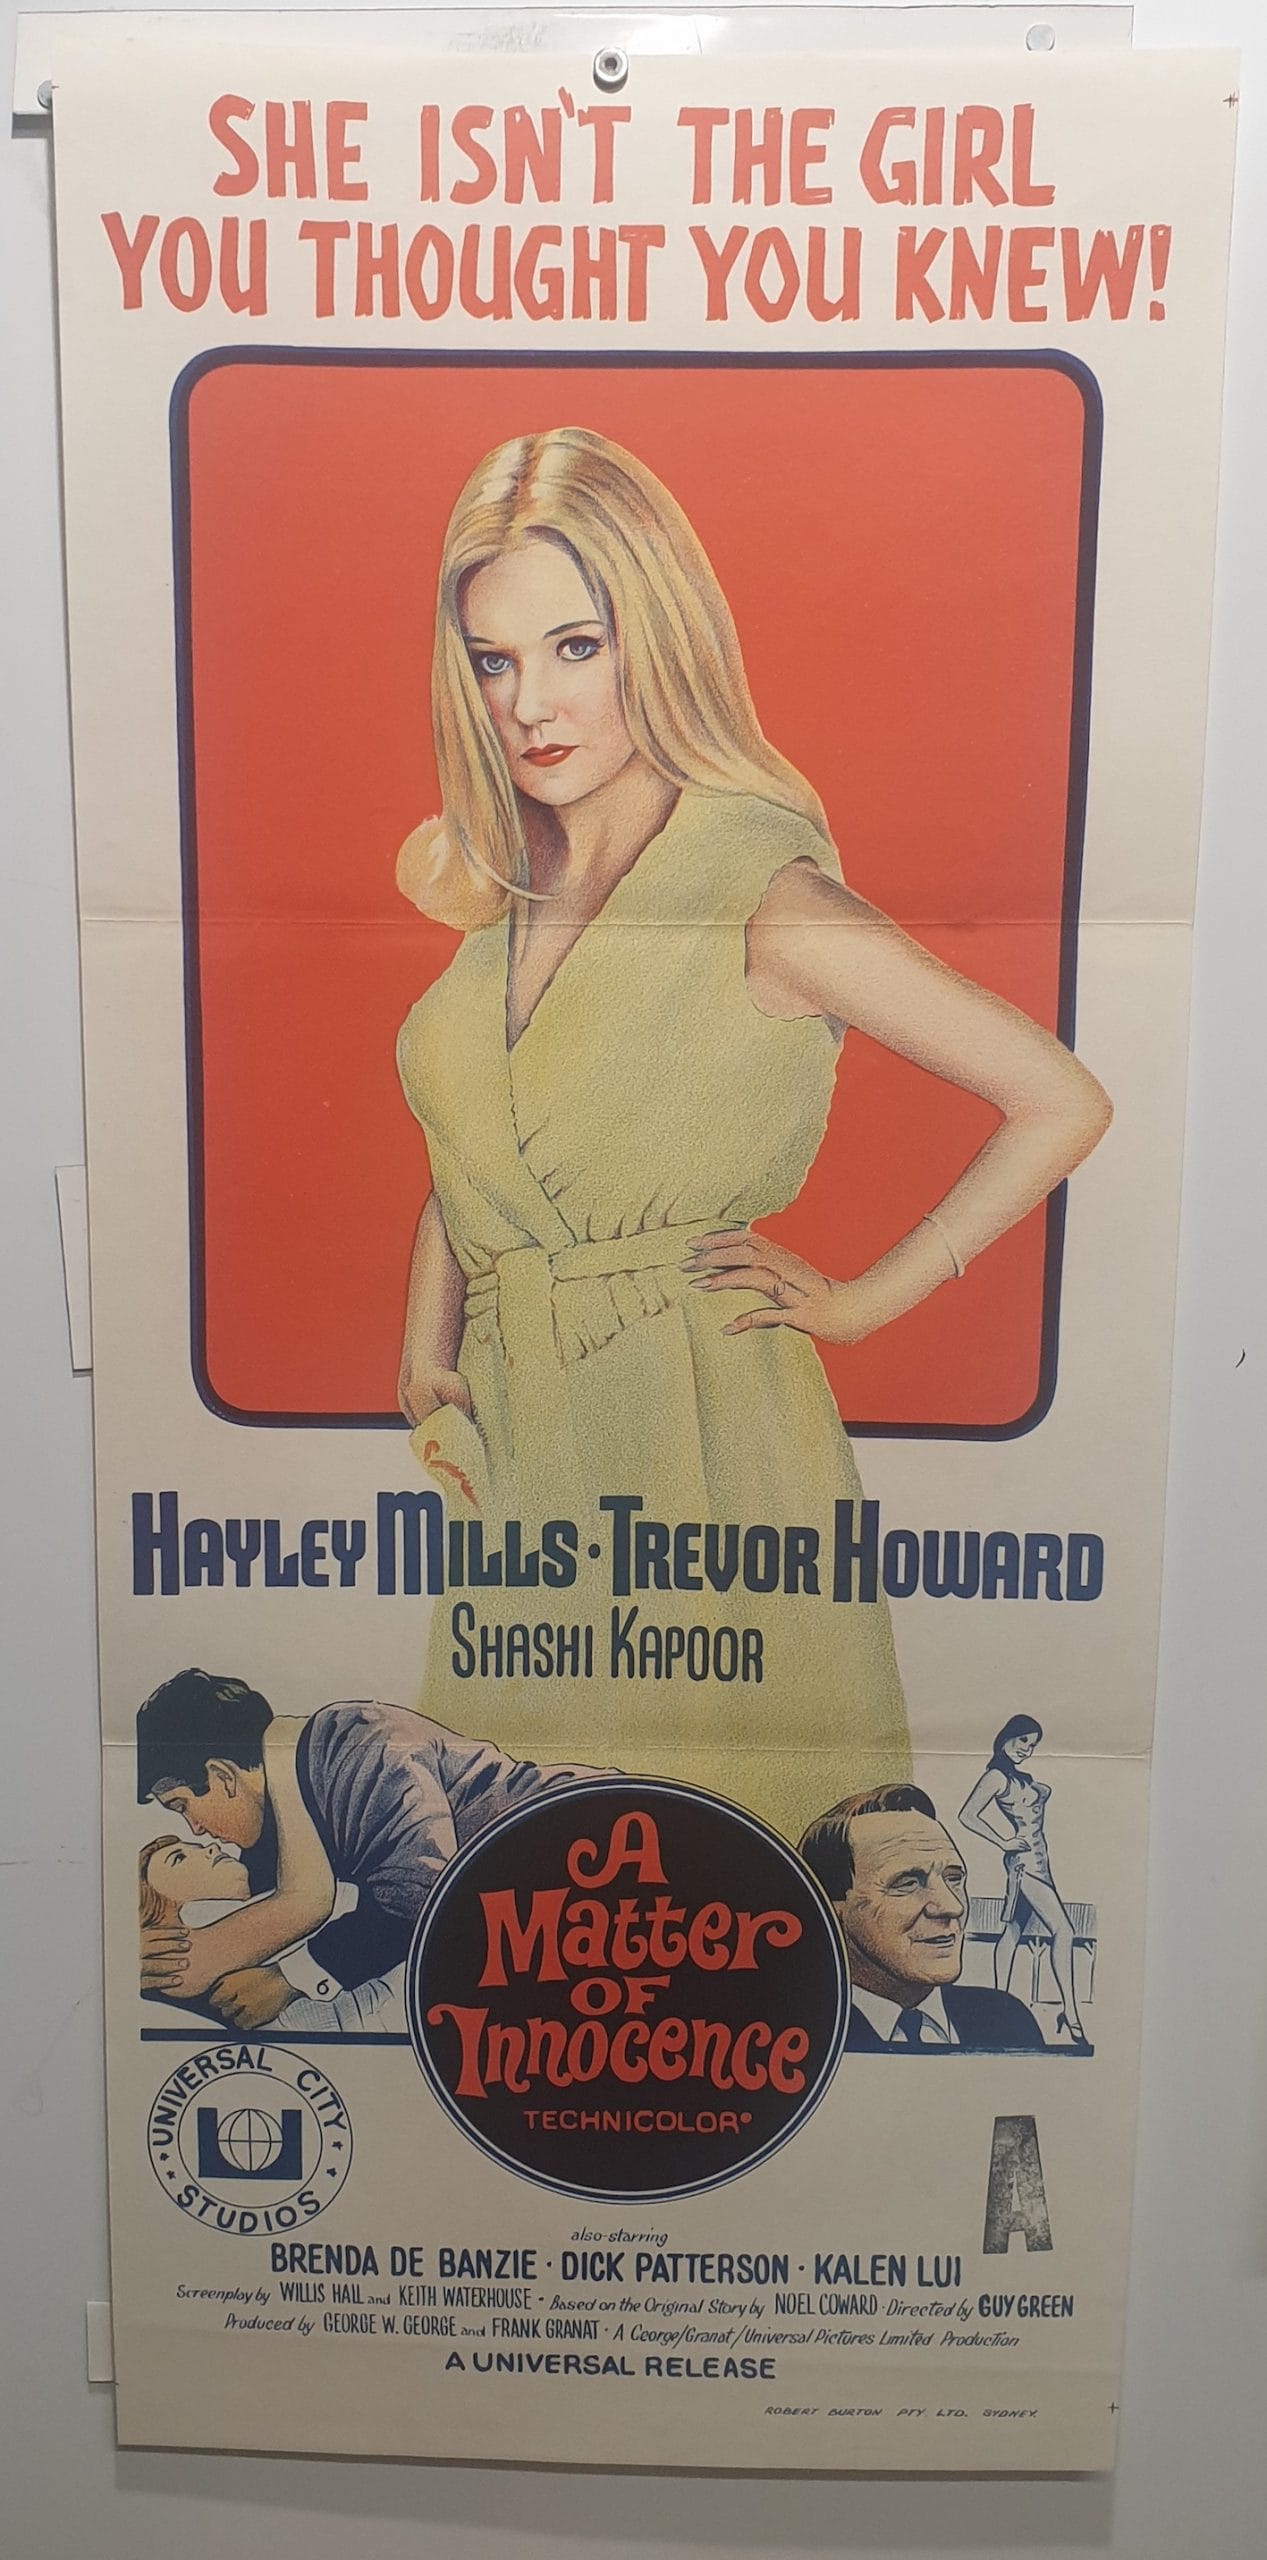 SHE ISN'T THE GIRL
YOU THOUGHT YOU KNEW!
HAYLEY MILLS · TREVOR HOWARD
SHASHI KAPOOR
A
Matter
OF
Innocence
TECHNICOLOR®
UNIVERSAL CITY
STUDIOS
U
A
also-starring
BRENDA DE BANZIE · DICK PATTERSON · KALEN LUI
Screenplay by WILLIS HALL and KEITH WATERHOUSE · Based on the Original Story by NOEL COWARD · Directed by GUY GREEN
Produced by GEORGE W. GEORGE and FRANK GRANAT · A George/Granat/Universal Pictures Limited Production
A UNIVERSAL RELEASE
ROBERT BURTON PTY. LTD. SYDNEY.